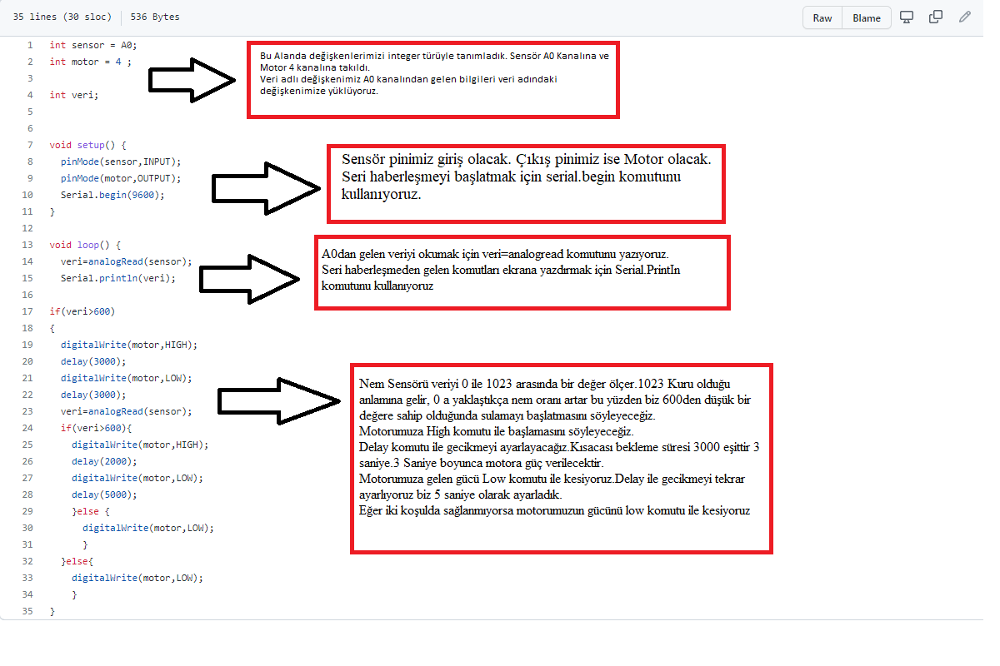 35 lines (30 sloc) 536 Bytes
Raw Blame
1 int sensor = A0;
2 int motor = 4 ;
3
4 int veri;
5
6
7 void setup() {
8 pinMode(sensor,INPUT);
9 pinMode(motor,OUTPUT);
10 Serial.begin(9600);
11 }
12
13 void loop() {
14 veri=analogRead(sensor);
15 Serial.println(veri);
16
17 if(veri>600)
18 {
19 digitalWrite(motor,HIGH);
20 delay(3000);
21 digitalWrite(motor,LOW);
22 delay(3000);
23 veri=analogRead(sensor);
24 if(veri>600){
25 digitalWrite(motor,HIGH);
26 delay(2000);
27 digitalWrite(motor,LOW);
28 delay(5000);
29 }else {
30 digitalWrite(motor,LOW);
31 }
32 }else{
33 digitalWrite(motor,LOW);
34 }
35 }
Bu Alanda değişkenlerimizi integer türüyle tanımladık. Sensör A0 Kanalına ve
Motor 4 kanalına takıldı.
Veri adlı değişkenimiz A0 kanalından gelen bilgileri veri adındaki
değişkenimize yüklüyoruz.
Sensör pinimiz giriş olacak. Çıkış pinimiz ise Motor olacak.
Seri haberleşmeyi başlatmak için serial.begin komutunu
kullanıyoruz.
A0dan gelen veriyi okumak için veri=analogread komutunu yazıyoruz.
Seri haberleşmeden gelen komutları ekrana yazdırmak için Serial.PrintIn
komutunu kullanıyoruz
Nem Sensörü veriyi 0 ile 1023 arasında bir değer ölçer.1023 Kuru olduğu
anlamına gelir, 0 a yaklaştıkça nem oranı artar bu yüzden biz 600den düşük bir
değere sahip olduğunda sulamayı başlatmasını söyleyeceğiz.
Motorumuza High komutu ile başlamasını söyleyeceğiz.
Delay komutu ile gecikmeyi ayarlayacağız.Kısacası bekleme süresi 3000 eşittir 3
saniye.3 Saniye boyunca motora güç verilecektir.
Motorumuza gelen gücü Low komutu ile kesiyoruz.Delay ile gecikmeyi tekrar
ayarlıyoruz biz 5 saniye olarak ayarladık.
Eğer iki koşulda sağlanmıyorsa motorumuzun gücünü low komutu ile kesiyoruz